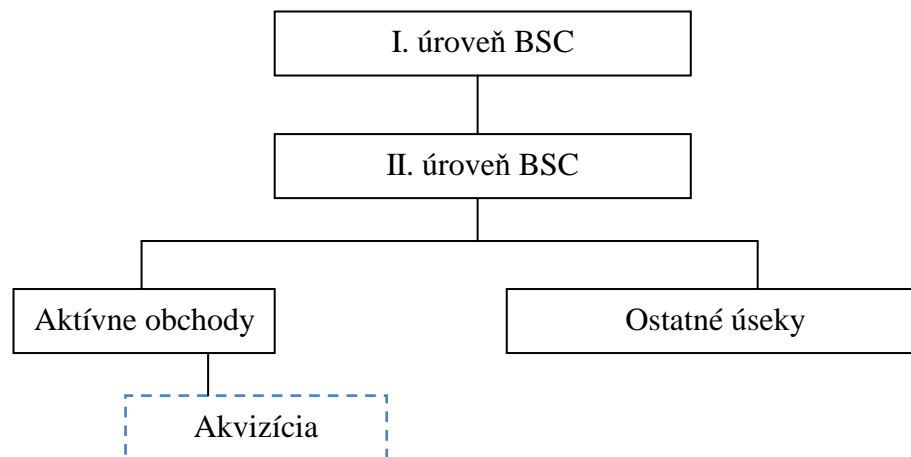 I. úroveň BSC
II. úroveň BSC
Aktívne obchody
Ostatné úseky
Akvizícia